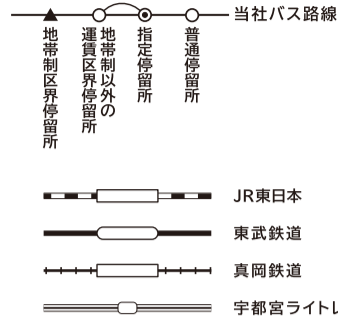 当社バス路線
地帯制区界停留所
地帯制以外の
運賃区界停留所
指定停留所
普通停留所
JR東日本
東武鉄道
真岡鉄道
宇都宮ライトレ